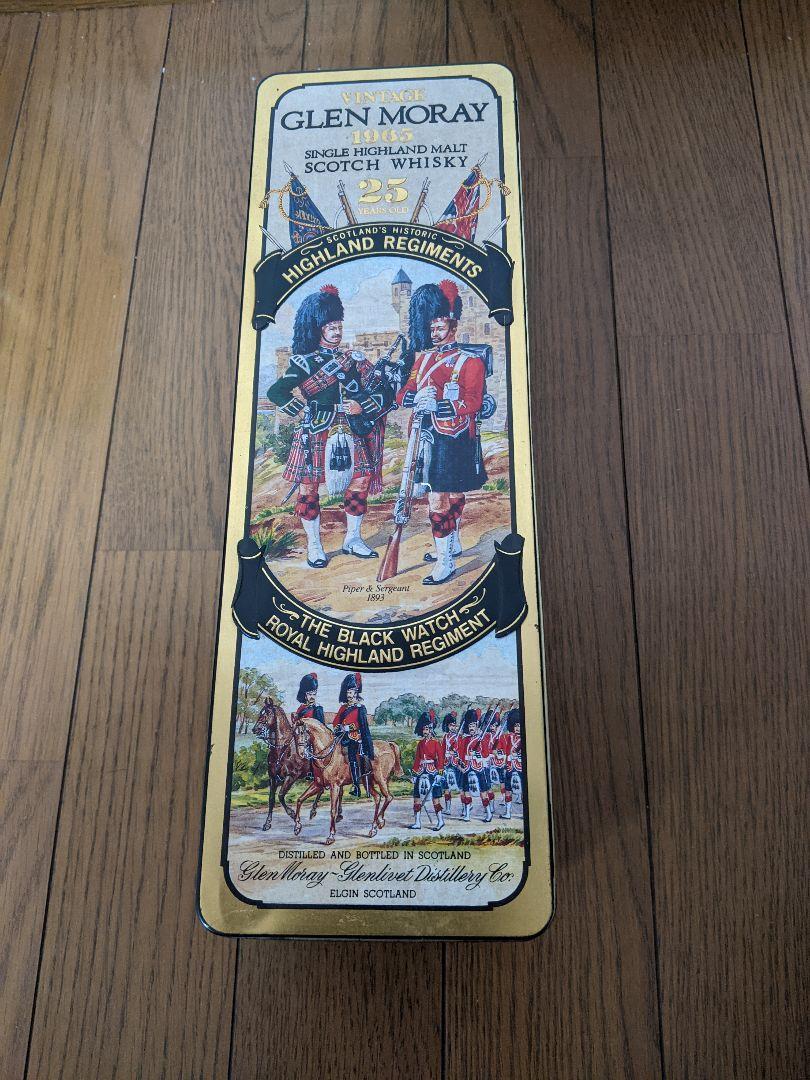 VINTAGE
GLEN MORAY
1965
SINGLE HIGHLAND MALT
SCOTCH WHISKY
25
YEARS OLD
SCOTLAND'S HISTORIC
HIGHLAND REGIMENTS
Piper & Sergeant
1893
THE BLACK WATCH
ROYAL HIGHLAND REGIMENT
DISTILLED AND BOTTLED IN SCOTLAND
Glen Moray~Glenlivet Distillery Co.
ELGIN SCOTLAND